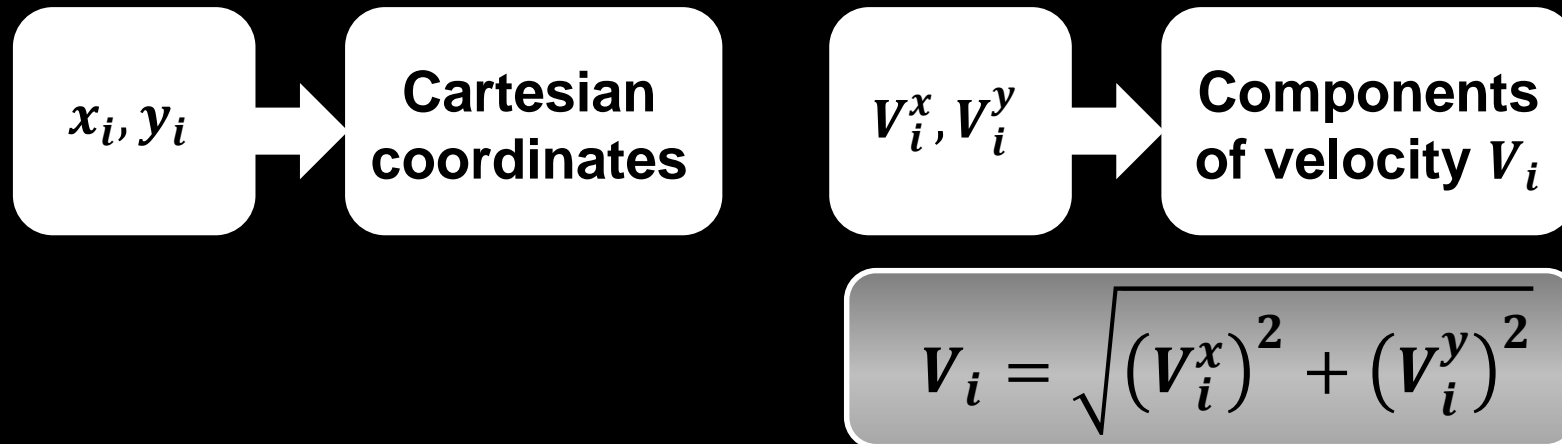 x_i, y_i
Cartesian
coordinates
V_i^x, V_i^y
Components
of velocity V_i
V_i = √((V_i^x)^2 + (V_i^y)^2)